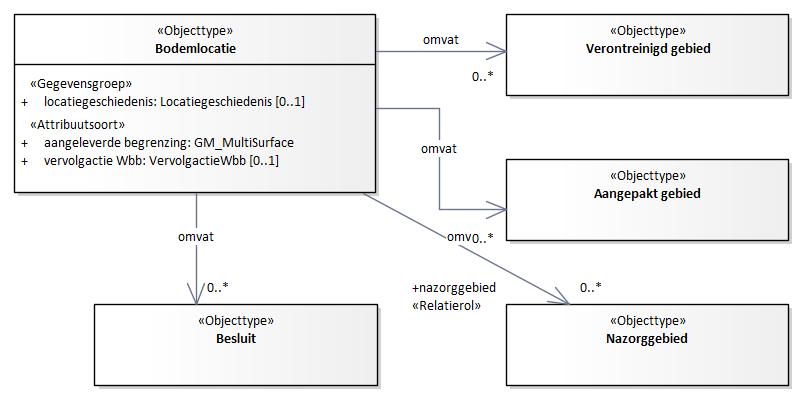 «Objecttype»
Bodemlocatie
«Gegevensgroep»
+ locatiegeschiedenis: Locatiegeschiedenis [0..1]
«Attribuutsoort»
+ aangeleverde begrenzing: GM_MultiSurface
+ vervolgactie Wbb: VervolgactieWbb [0..1]
omvat
0..*
«Objecttype»
Verontreinigd gebied
omvat
0..*
«Objecttype»
Aangepakt gebied
omv
+nazorggebied
«Relatierol»
0..*
«Objecttype»
Nazorggebied
omvat
0..*
«Objecttype»
Besluit